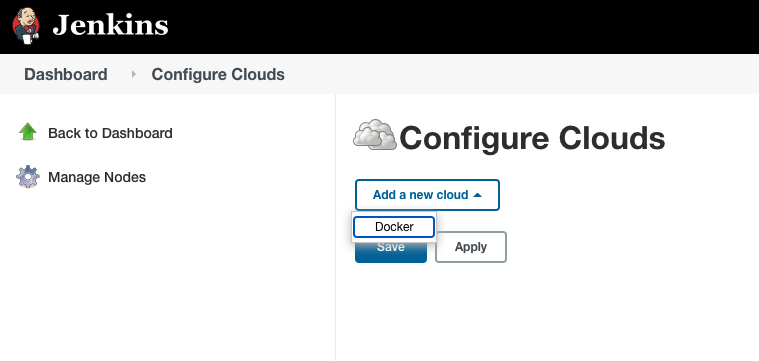 Jenkins
Dashboard Configure Clouds
Back to Dashboard
Manage Nodes
Configure Clouds
Add a new cloud
Docker
Save Apply